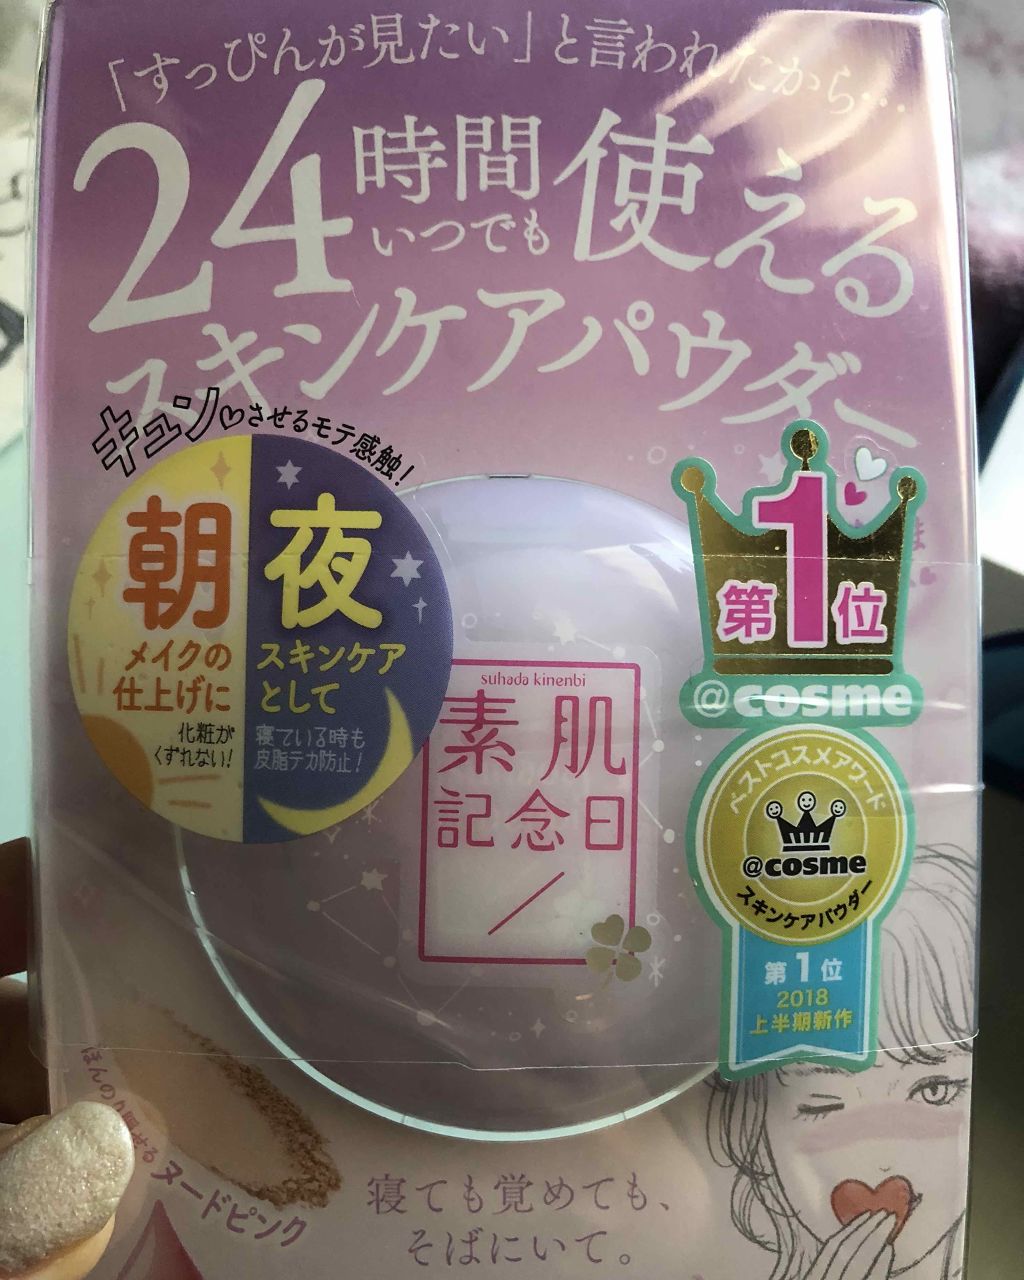 「すっぴんが見たい」と言われたから…
24時間いつでも使える
スキンケアパウダー
キュン♡させるモテ感触!
朝
メイクの
仕上げに
化粧が
くずれない!
夜
スキンケア
として
寝ている時も
皮脂テカ防止!
suhada kinenbi
素肌
記念日
第1位
@cosme
ベストコスメアワード
@cosme
スキンケアパウダー
第1位
2018
上半期新作
ヌードピンク
寝ても覚めても、
そばにいて。